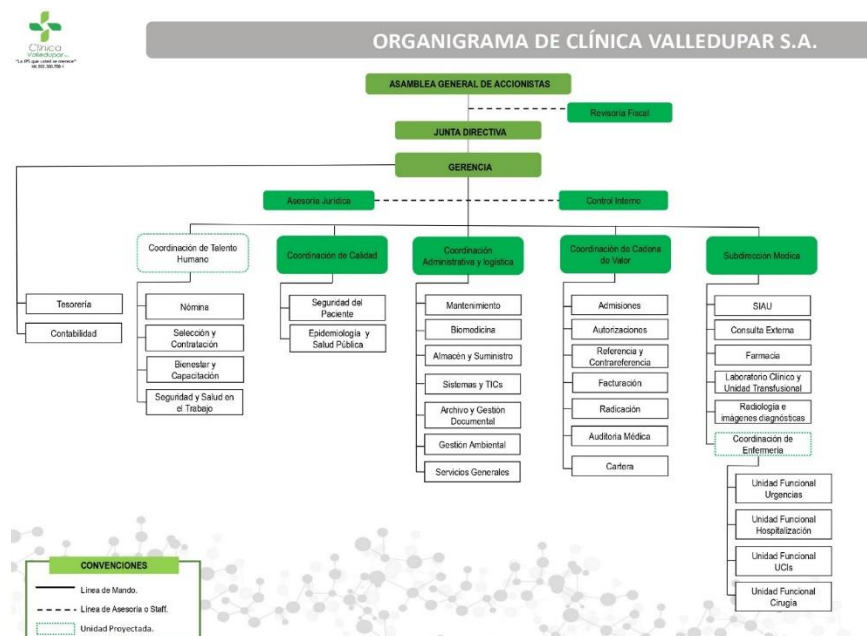 Clínica
Valledupar
ORGANIGRAMA DE CLÍNICA VALLEDUPAR S.A.
ASAMBLEA GENERAL DE ACCIONISTAS
Revisoría Fiscal
JUNTA DIRECTIVA
GERENCIA
Asesoría Jurídica
Control Interno
Coordinación de Talento
Humano
Coordinación de Calidad
Coordinación
Administrativa y logística
Coordinación de Cadena
de Valor
Subdirección Medica
Tesorería
Contabilidad
Nómina
Selección y
Contratación
Bienestar y
Capacitación
Seguridad y Salud en
el Trabajo
Seguridad del
Paciente
Epidemiología y
Salud Pública
Mantenimiento
Biomedicina
Almacén y Suministro
Sistemas y TICs
Archivo y Gestión
Documental
Gestión Ambiental
Servicios Generales
Admisiones
Autorizaciones
Referencia y
Contrareferencia
Facturación
Radicación
Auditoria Médica
Cartera
SIAU
Consulta Externa
Farmacia
Laboratorio Clínico y
Unidad Transfusional
Radiología e
imágenes diagnósticas
Coordinación de
Enfermería
Unidad Funcional
Urgencias
Unidad Funcional
Hospitalización
Unidad Funcional
UCIs
Unidad Funcional
Cirugía
CONVENCIONES
Línea de Mando.
Línea de Asesoría o Staff.
Unidad Proyectada.